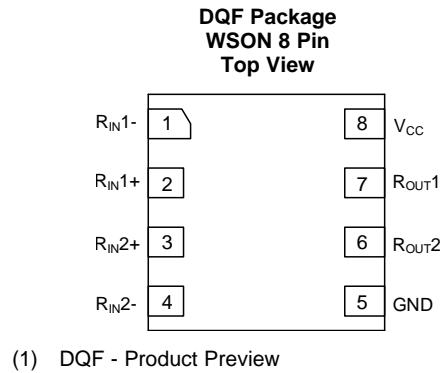 DQF Package
WSON 8 Pin
Top View
RIN1- 1 8 VCC
RIN1+ 2 7 ROUT1
RIN2+ 3 6 ROUT2
RIN2- 4 5 GND
(1) DQF - Product Preview